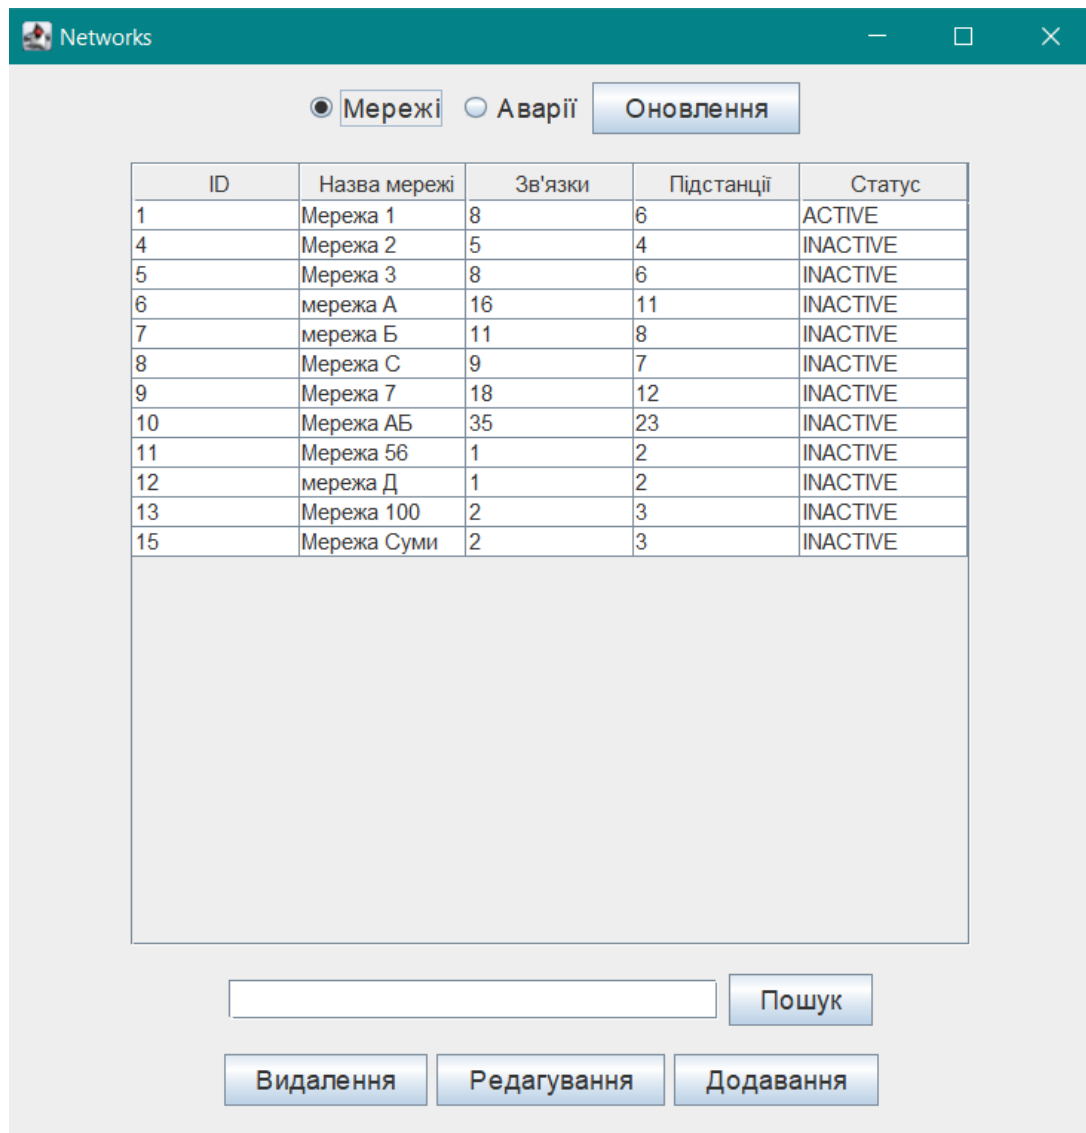 Networks
Мережі Аварії Оновлення
ID Назва мережі Зв'язки Підстанції Статус
1 Мережа 1 8 6 ACTIVE
4 Мережа 2 5 4 INACTIVE
5 Мережа 3 8 6 INACTIVE
6 мережа А 16 11 INACTIVE
7 мережа Б 11 8 INACTIVE
8 Мережа С 9 7 INACTIVE
9 Мережа 7 18 12 INACTIVE
10 Мережа АБ 35 23 INACTIVE
11 Мережа 56 1 2 INACTIVE
12 мережа Д 1 2 INACTIVE
13 Мережа 100 2 3 INACTIVE
15 Мережа Суми 2 3 INACTIVE
Пошук
Видалення Редагування Додавання